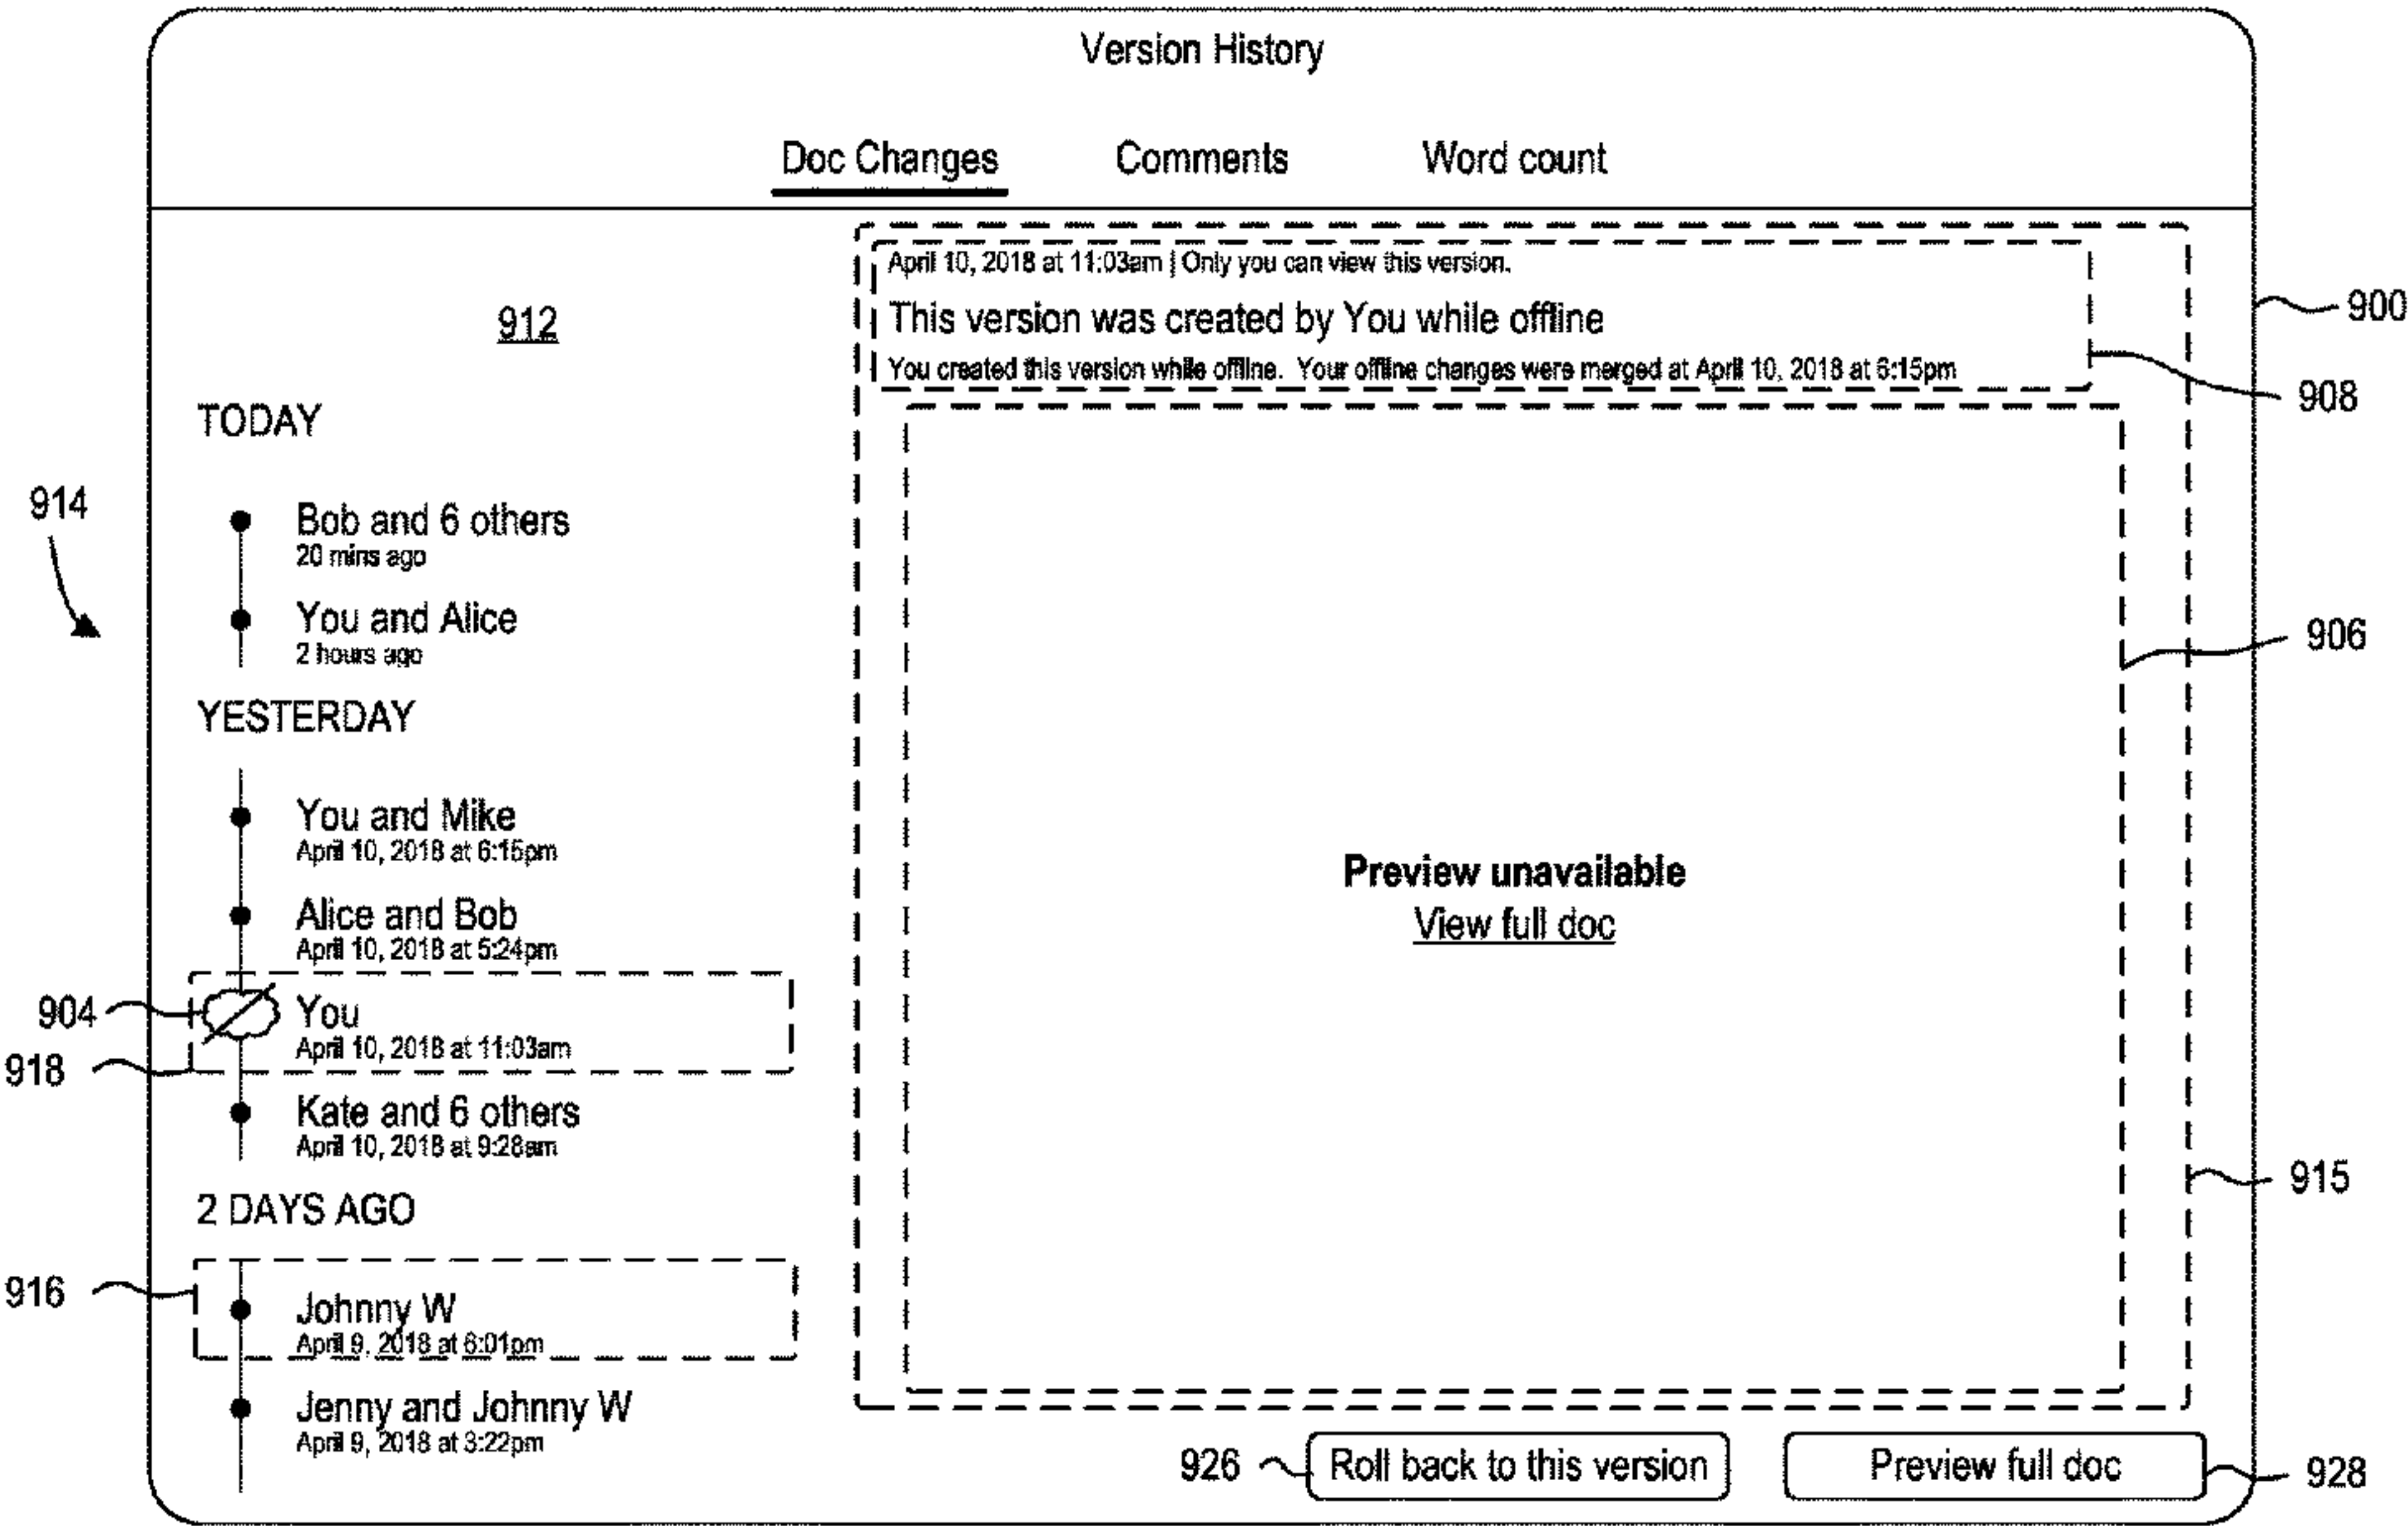 Version History
Doc Changes Comments Word count
912
April 10, 2018 at 11:03am | Only you can view this version.
This version was created by You while offline
You created this version while offline. Your offline changes were merged at April 10, 2018 at 6:15pm
900
908
914
TODAY
Bob and 6 others
20 mins ago
You and Alice
2 hours ago
YESTERDAY
You and Mike
April 10, 2018 at 6:15pm
Alice and Bob
April 10, 2018 at 5:24pm
904
918
You
April 10, 2018 at 11:03am
Kate and 6 others
April 10, 2018 at 9:28am
2 DAYS AGO
916
Johnny W
April 9, 2018 at 6:01pm
Jenny and Johnny W
April 9, 2018 at 3:22pm
Preview unavailable
View full doc
906
915
926
Roll back to this version
Preview full doc
928